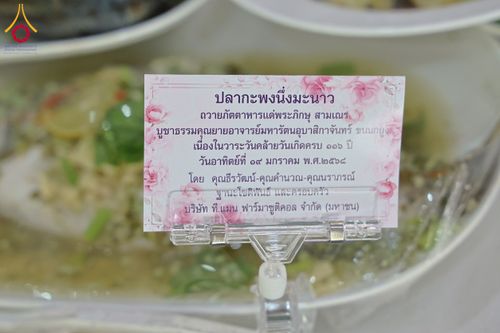 ปลากะพงนึ่งมะนาว
ถวายภัตตาหารแด่พระภิกษุ สามเณร
บูชาธรรมคุณยายอาจารย์มหารัตนอุบาสิกาจันทร์ ขนนกยูง
เนื่องในวาระวันคล้ายวันเกิดครบ ๑๑๖ ปี
วันอาทิตย์ที่ ๑๙ มกราคม พ.ศ.๒๕๖๘
โดย คุณธีรวัฒน์-คุณคำนวณ-คุณนราภรณ์
ฐานะโชติพันธ์ และครอบครัว
บริษัท ที.แมน ฟาร์มาซูติคอล จำกัด (มหาชน)